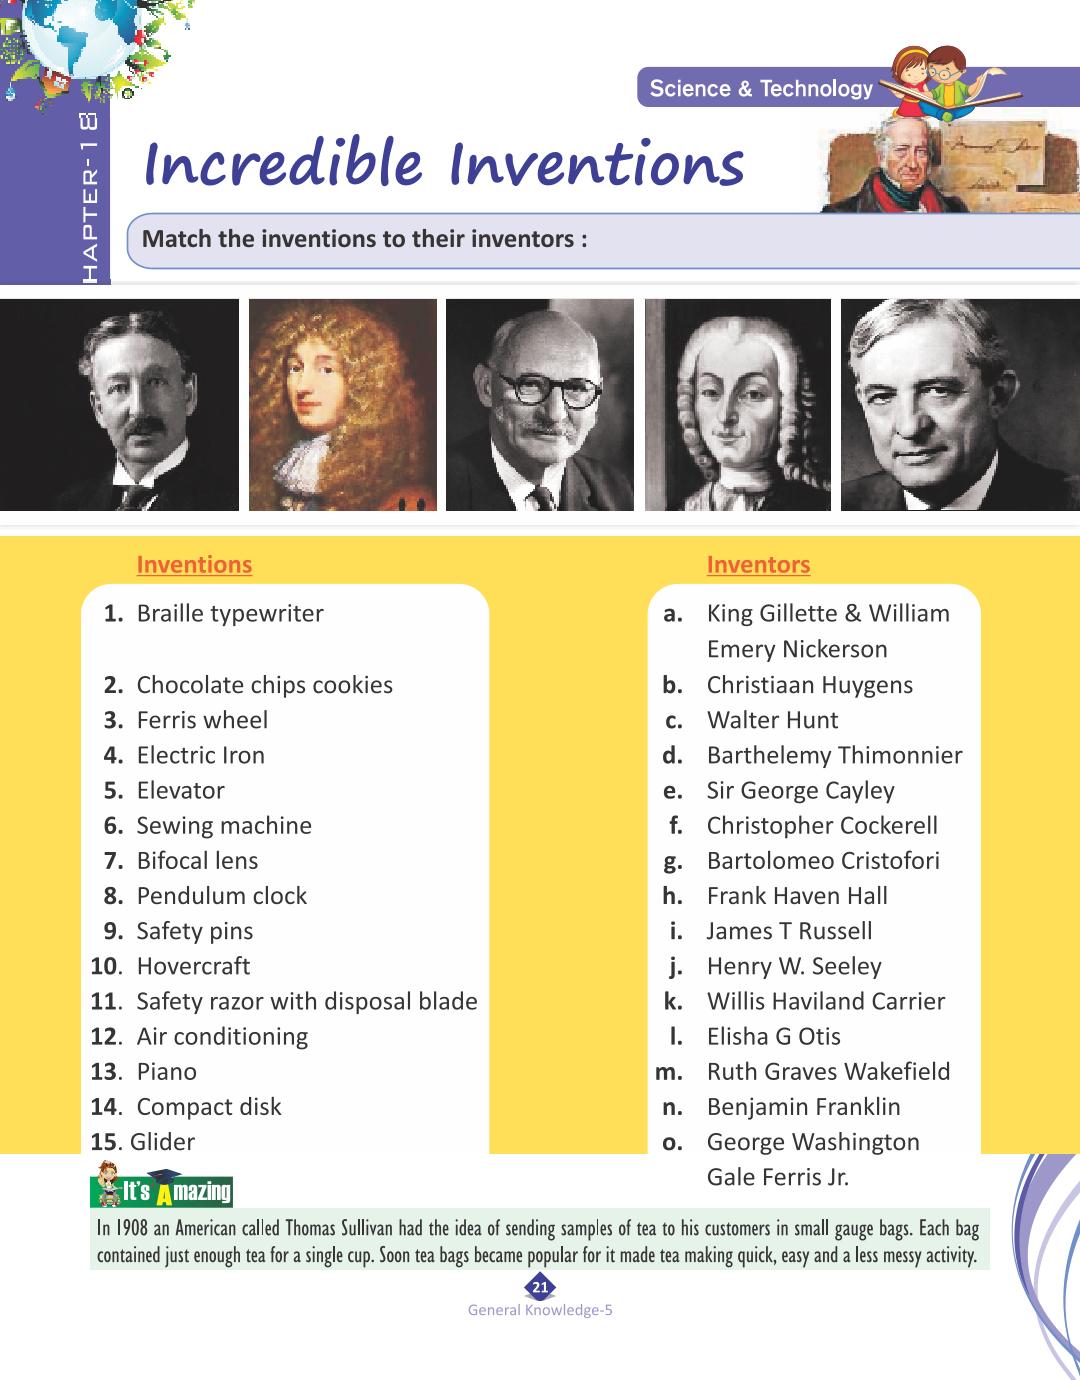 Science & Technology
HAPTER-18
Incredible Inventions
Match the inventions to their inventors :
Inventions
1. Braille typewriter
2. Chocolate chips cookies
3. Ferris wheel
4. Electric Iron
5. Elevator
6. Sewing machine
7. Bifocal lens
8. Pendulum clock
9. Safety pins
10. Hovercraft
11. Safety razor with disposal blade
12. Air conditioning
13. Piano
14. Compact disk
15. Glider
Inventors
a. King Gillette & William
Emery Nickerson
b. Christiaan Huygens
c. Walter Hunt
d. Barthelemy Thimonnier
e. Sir George Cayley
f. Christopher Cockerell
g. Bartolomeo Cristofori
h. Frank Haven Hall
i. James T Russell
j. Henry W. Seeley
k. Willis Haviland Carrier
l. Elisha G Otis
m. Ruth Graves Wakefield
n. Benjamin Franklin
o. George Washington
Gale Ferris Jr.
It's Amazing
In 1908 an American called Thomas Sullivan had the idea of sending samples of tea to his customers in small gauge bags. Each bag
contained just enough tea for a single cup. Soon tea bags became popular for it made tea making quick, easy and a less messy activity.
21
General Knowledge-5